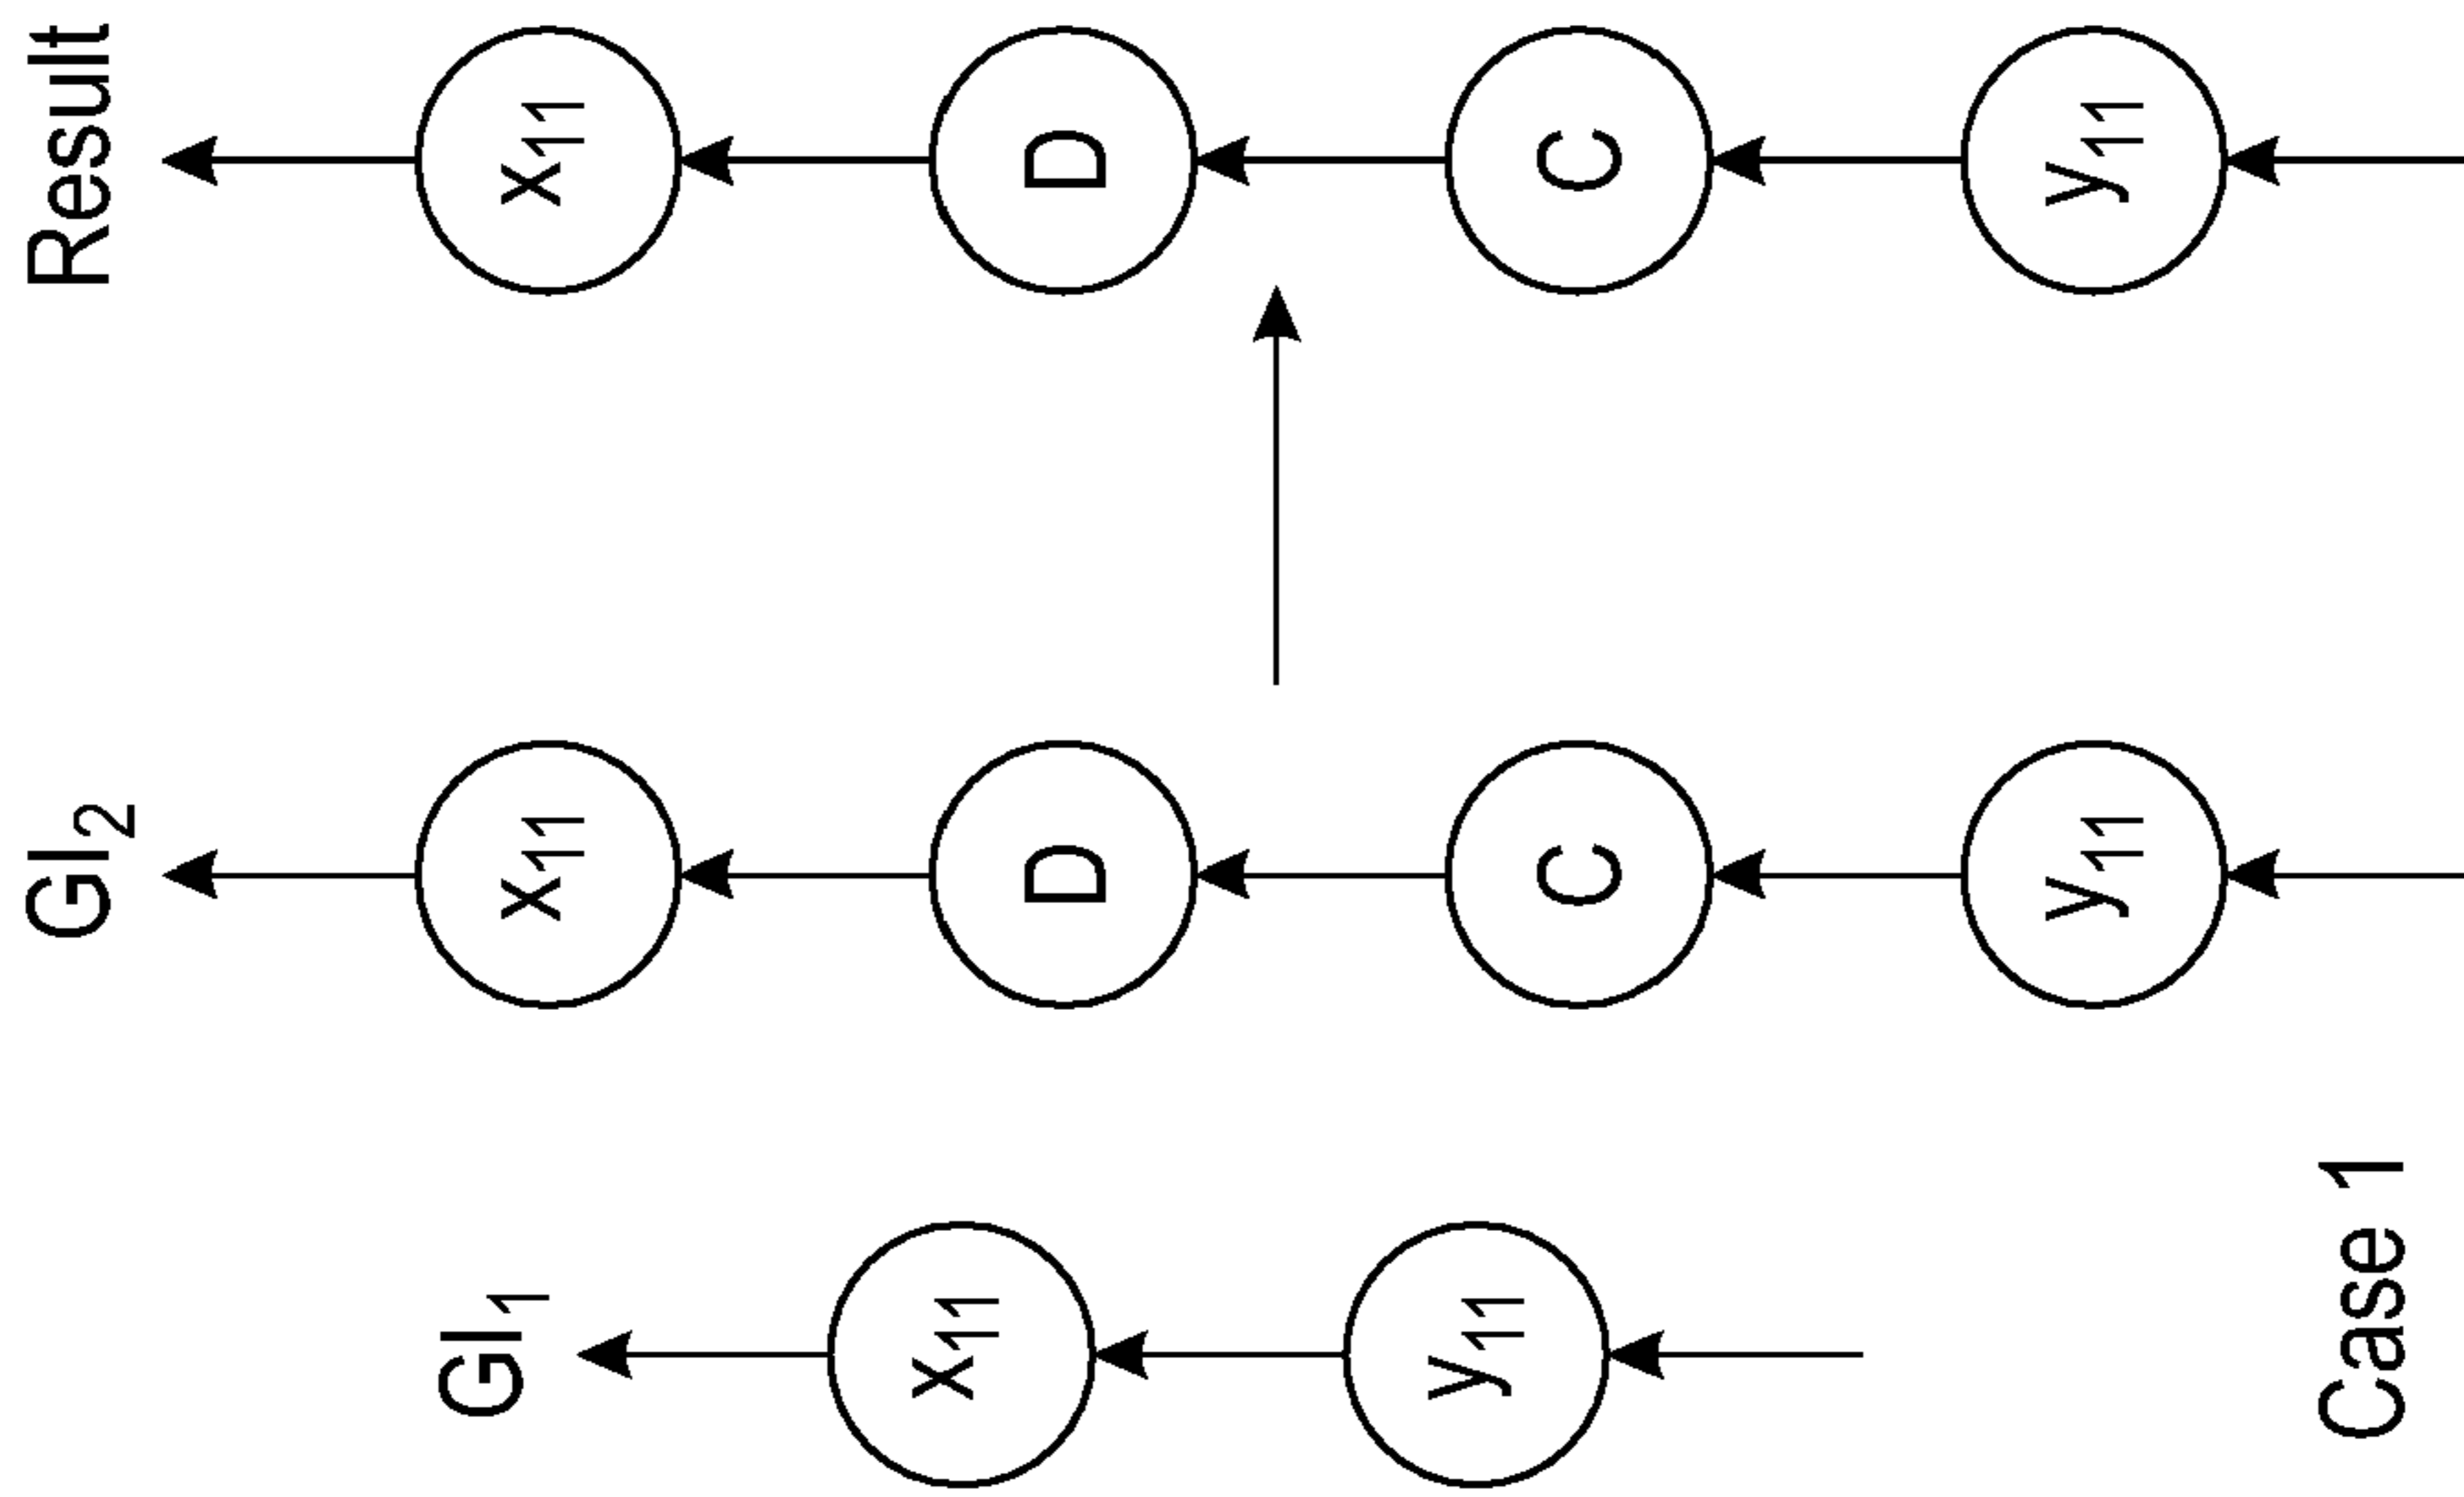 GI₁
x₁₁
y₁₁
GI₂
x₁₁
D
C
y₁₁
Result
x₁₁
D
C
y₁₁
Case 1